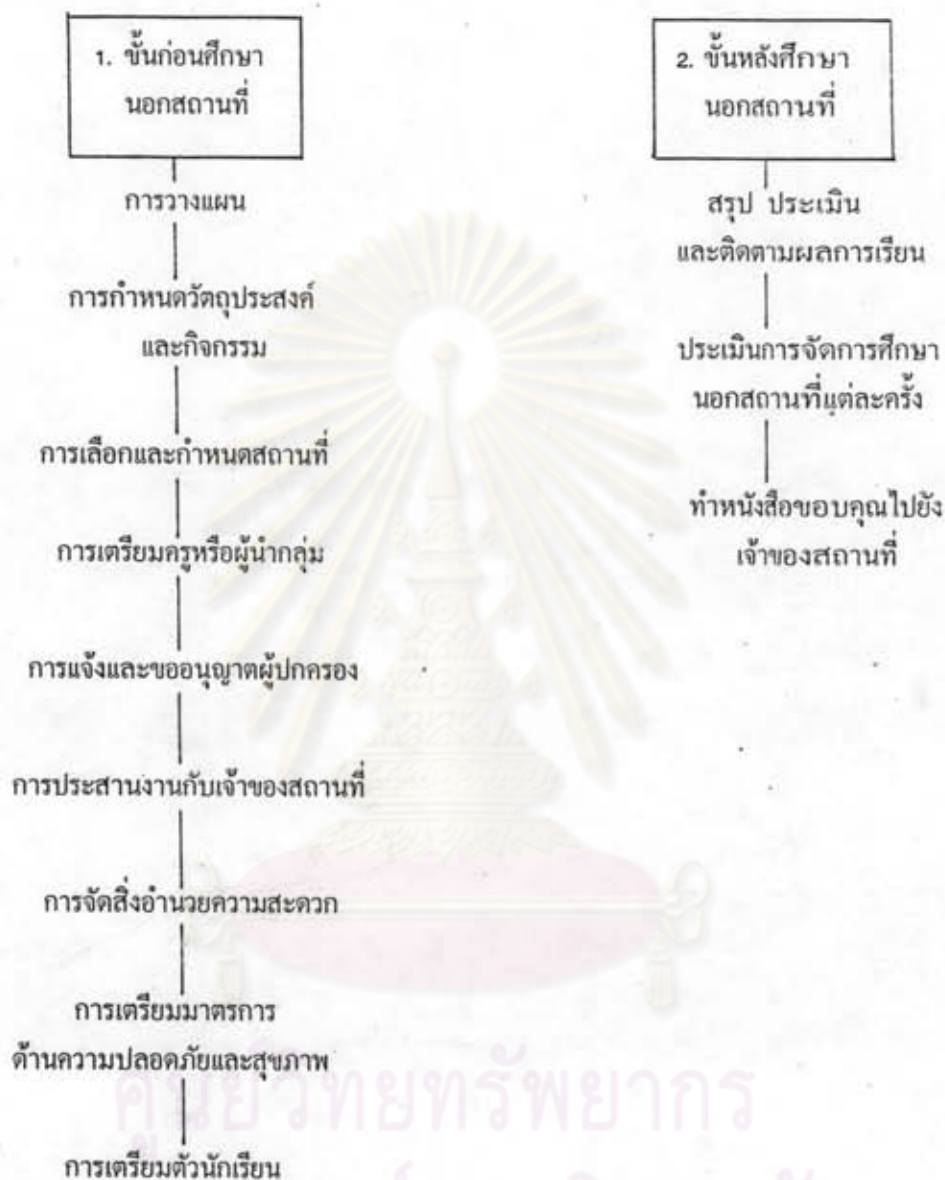 1. ขั้นก่อนศึกษา
นอกสถานที่
การวางแผน
การกำหนดวัตถุประสงค์
และกิจกรรม
การเลือกและกำหนดสถานที่
การเตรียมครูหรือผู้นำกลุ่ม
การแจ้งและขออนุญาตผู้ปกครอง
การประสานงานกับเจ้าของสถานที่
การจัดสิ่งอำนวยความสะดวก
การเตรียมมาตรการ
ด้านความปลอดภัยและสุขภาพ
การเตรียมตัวนักเรียน
2. ขั้นหลังศึกษา
นอกสถานที่
สรุป ประเมิน
และติดตามผลการเรียน
ประเมินการจัดการศึกษา
นอกสถานที่แต่ละครั้ง
ทำหนังสือขอบคุณไปยัง
เจ้าของสถานที่
ศูนย์วิทยทรัพยากร